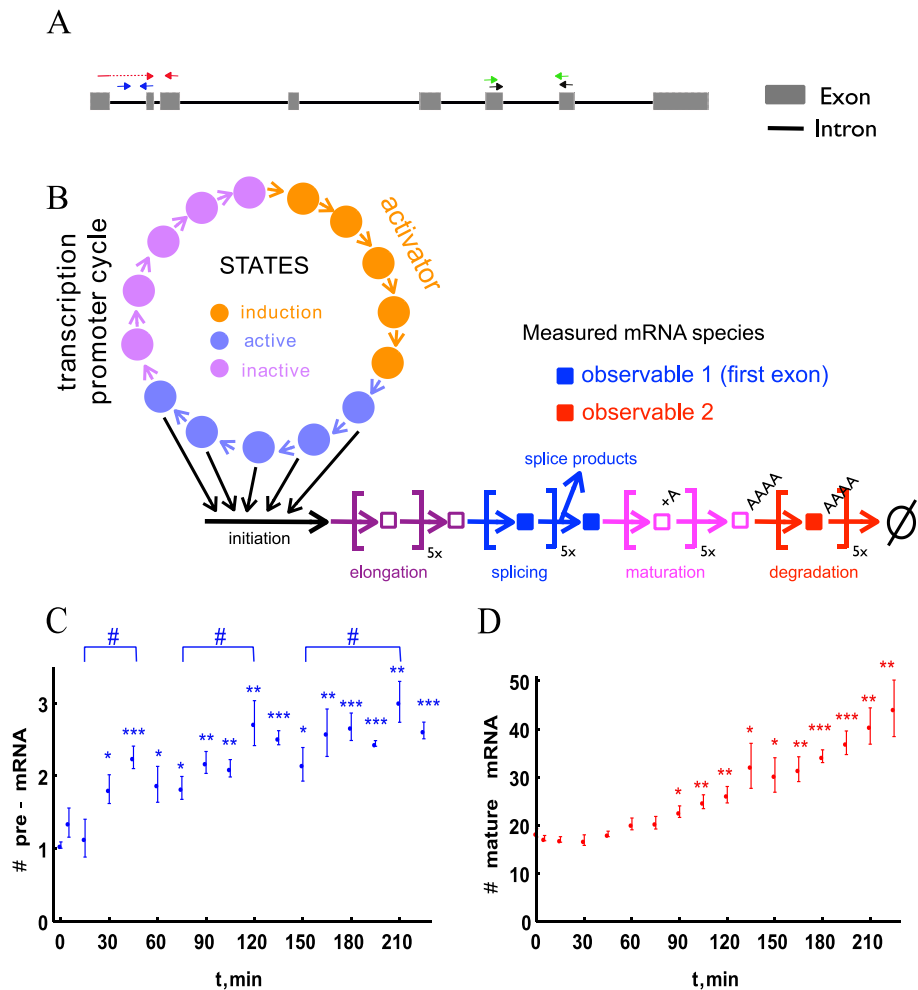 A
Exon
Intron
B
transcription
promoter cycle
activator
STATES
induction
active
inactive
Measured mRNA species
observable 1 (first exon)
observable 2
splice products
initiation
elongation
5x
splicing
5x
+A
maturation
5x
AAAA
AAAA
degradation
5x
∅
C
# # #
# pre - mRNA
3
2
1
0
* *** * * ** ** ** *** * ** *** *** ** ***
0 30 60 90 120 150 180 210
t,min
D
# mature mRNA
50
40
30
20
10
0
* ** ** * * ** *** *** ** **
0 30 60 90 120 150 180 210
t,min